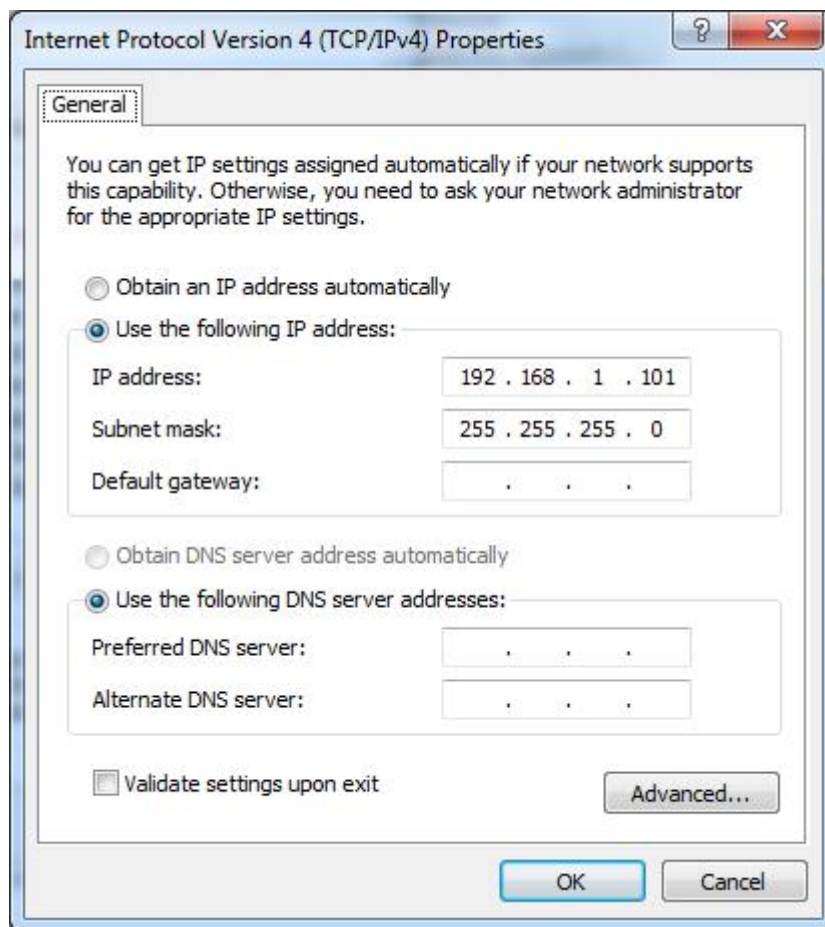 Internet Protocol Version 4 (TCP/IPv4) Properties
General
You can get IP settings assigned automatically if your network supports
this capability. Otherwise, you need to ask your network administrator
for the appropriate IP settings.
Obtain an IP address automatically
Use the following IP address:
IP address: 192 . 168 . 1 . 101
Subnet mask: 255 . 255 . 255 . 0
Default gateway: . . .
Obtain DNS server address automatically
Use the following DNS server addresses:
Preferred DNS server: . . .
Alternate DNS server: . . .
Validate settings upon exit
Advanced...
OK Cancel